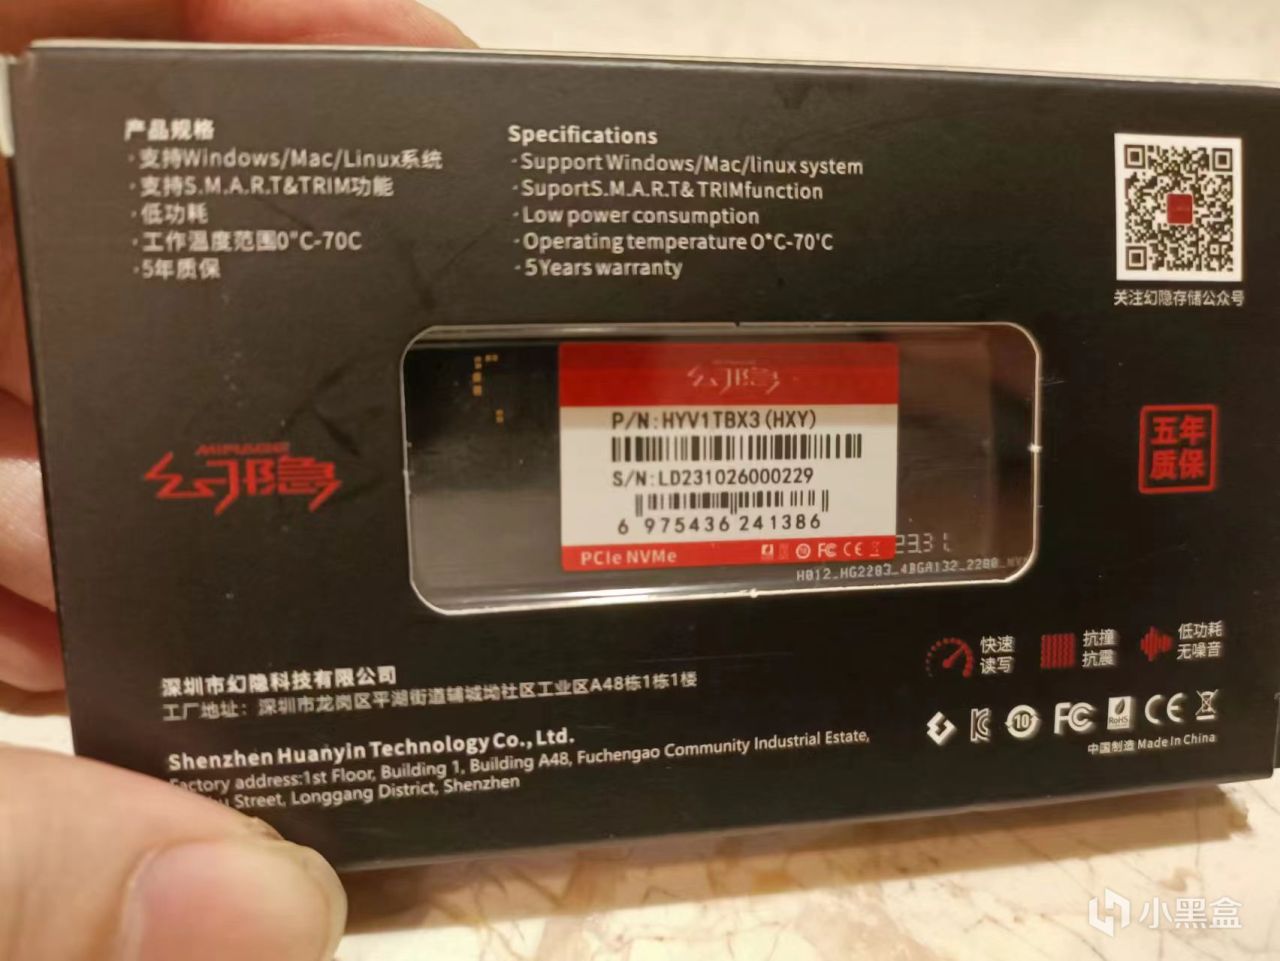 产品规格
·支持Windows/Mac/Linux系统
·支持S.M.A.R.T&TRIM功能
·低功耗
·工作温度范围0"C-70C
·5年质保
Specifications
·Support Windows/Mac/linux system
·SuportS.M.A.R.T& TRIMfunction
·Low power consumption
·Operating temperature O*C-70'C
·5Years warranty
关注幻隐存储公众号
幻隐
P/N:HYV1TBX3(HXY)
S/N:LD231026000229
6 975436 241386
PCIe NVMe
FC CE
23.31
H012_HG2283_4BGA132_2280_NV
幻隐
五年
质保
快速
读写
抗撞
抗震
低功耗
无噪音
深圳市幻隐科技有限公司
工厂地址：深圳市龙岗区平湖街道辅城坳社区工业区A48栋1栋1楼
Shenzhen Huanyin Technology Co., Ltd.
Factory address:1st Floor, Building 1, Building A48, Fuchengao Community Industrial Estate,
Street, Longgang District, Shenzhen
10 FC RoHS CE
中国制造 Made In China
小黑盒